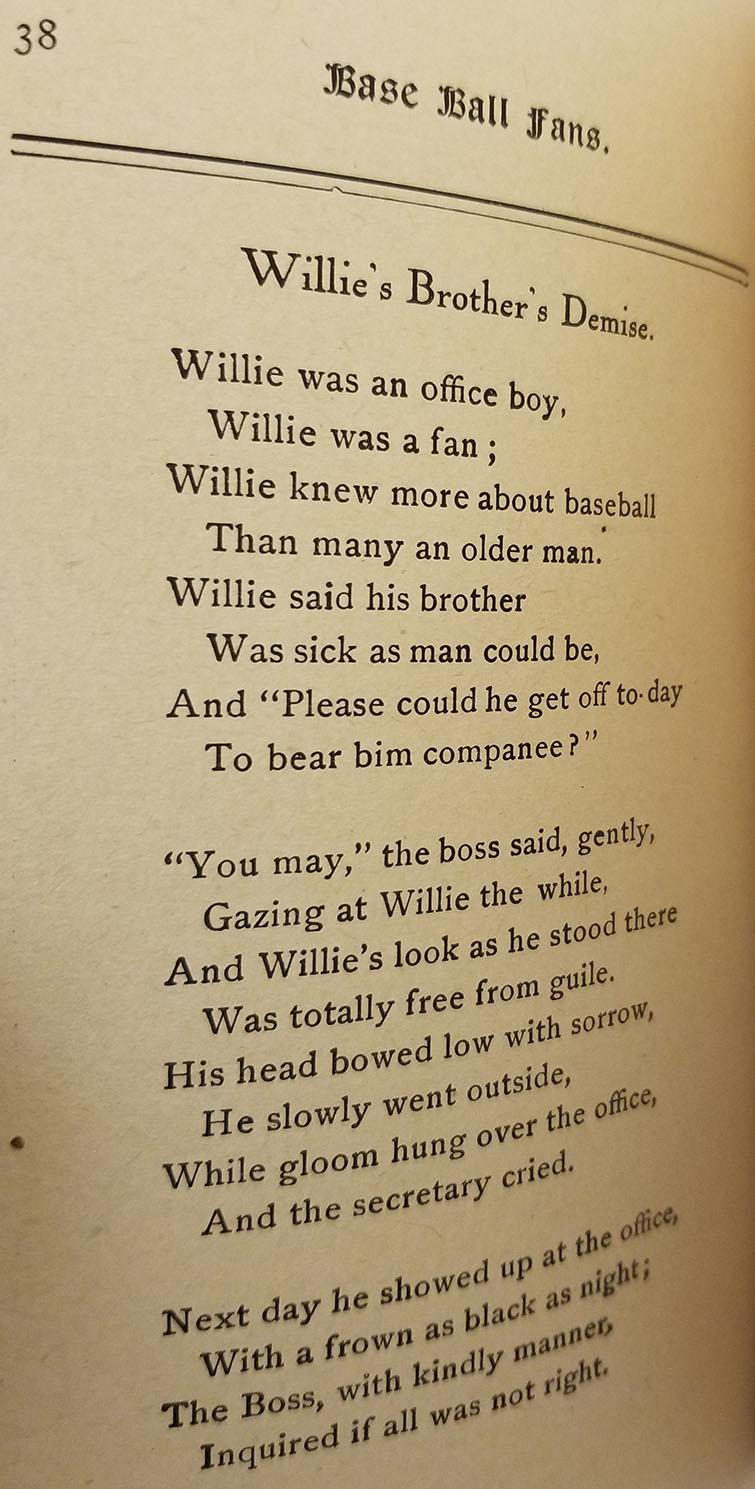 38
Base Ball Fans.
Willie's Brother's Demise.
Willie was an office boy,
Willie was a fan;
Willie knew more about baseball
Than many an older man.
Willie said his brother
Was sick as man could be,
And “Please could he get off to-day
To bear bim companee?”
“You may,” the boss said, gently,
Gazing at Willie the while,
And Willie's look as he stood there
Was totally free from guile.
His head bowed low with sorrow,
He slowly went outside,
While gloom hung over the office,
And the secretary cried.
Next day he showed up at the office,
With a frown as black as night;
The Boss, with kindly manner,
Inquired if all was not right.